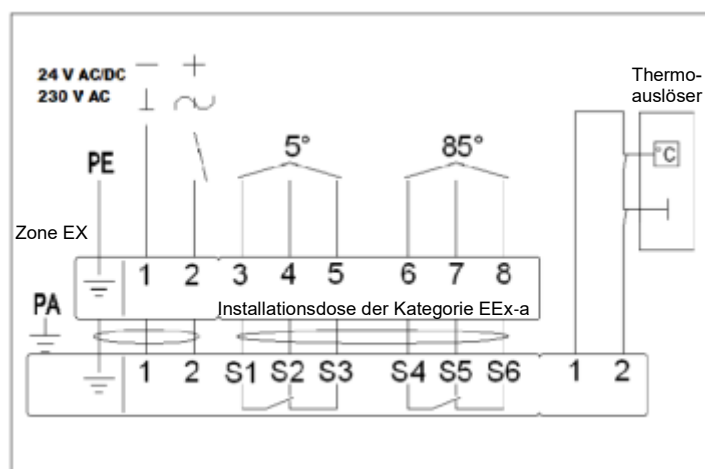 24 V AC/DC
230 V AC
Thermo-
auslöser
PE
5°
85°
°C
Zone EX
1 2 3 4 5 6 7 8
Installationsdose der Kategorie EEx-a
PA
1 2 S1 S2 S3 S4 S5 S6 1 2